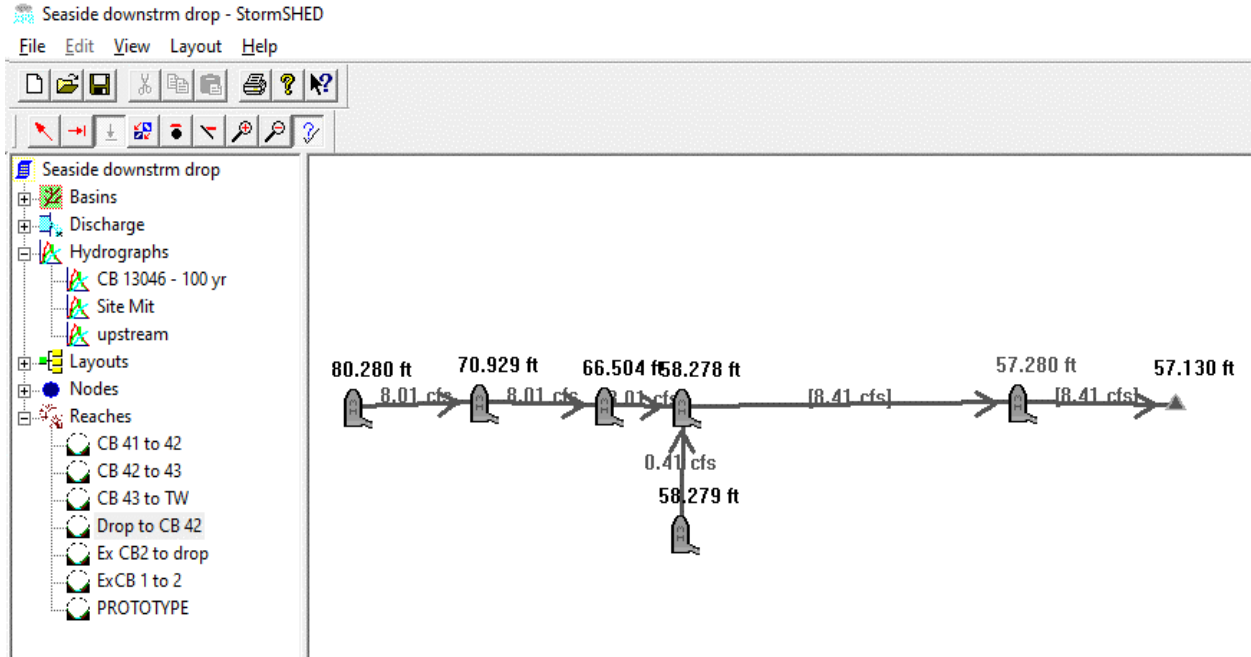 Seaside downstrm drop - StormSHED
File Edit View Layout Help
Seaside downstrm drop
Basins
Discharge
Hydrographs
CB 13046 - 100 yr
Site Mit
upstream
Layouts
Nodes
Reaches
CB 41 to 42
CB 42 to 43
CB 43 to TW
Drop to CB 42
Ex CB2 to drop
ExCB 1 to 2
PROTOTYPE
80.280 ft 70.929 ft 66.504 ft 58.278 ft 57.280 ft 57.130 ft
8.01 cfs 8.01 cfs 8.01 cfs [8.41 cfs] [8.41 cfs]
0.41 cfs
58.279 ft